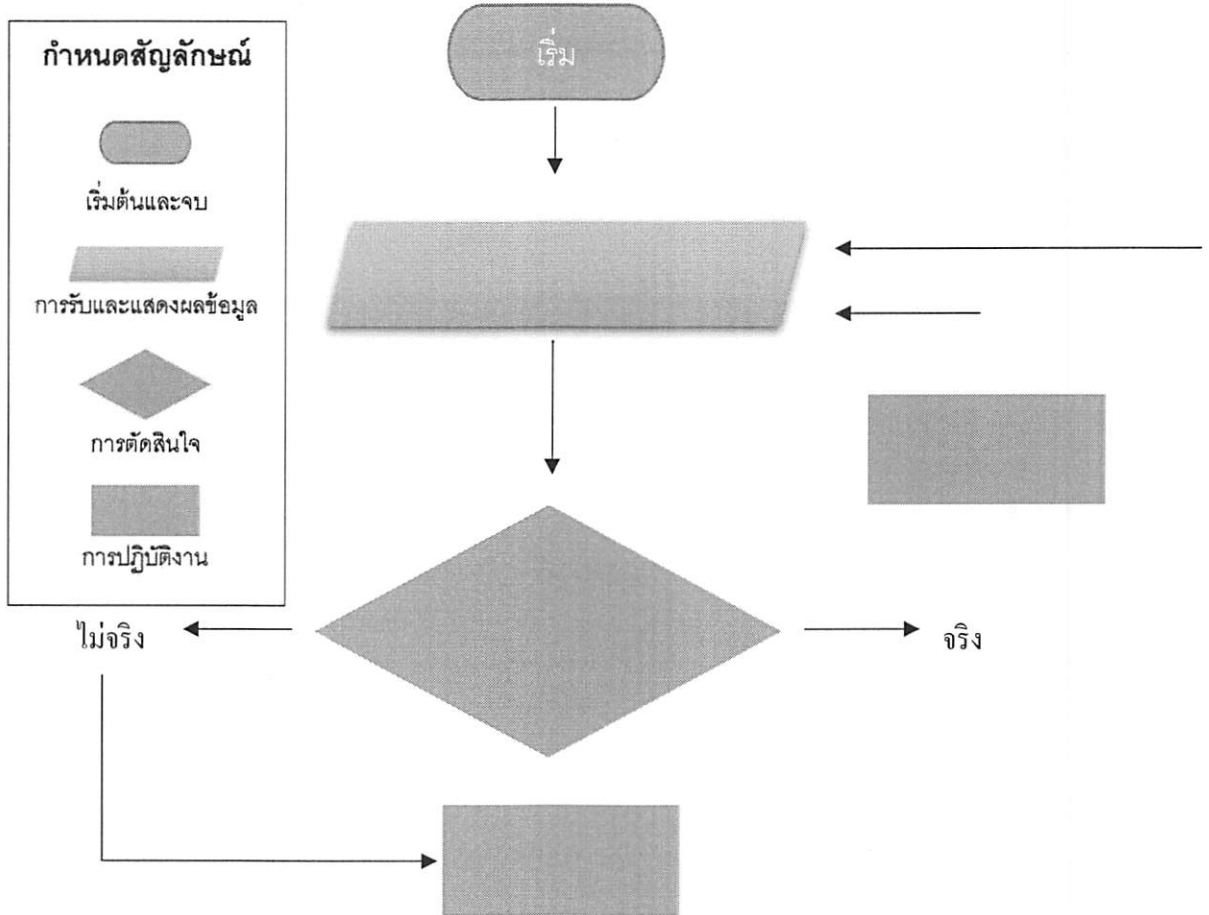 กำหนดสัญลักษณ์
เริ่มต้นและจบ
การรับและแสดงผลข้อมูล
การตัดสินใจ
การปฏิบัติงาน
เริ่ม
ไม่จริง
จริง